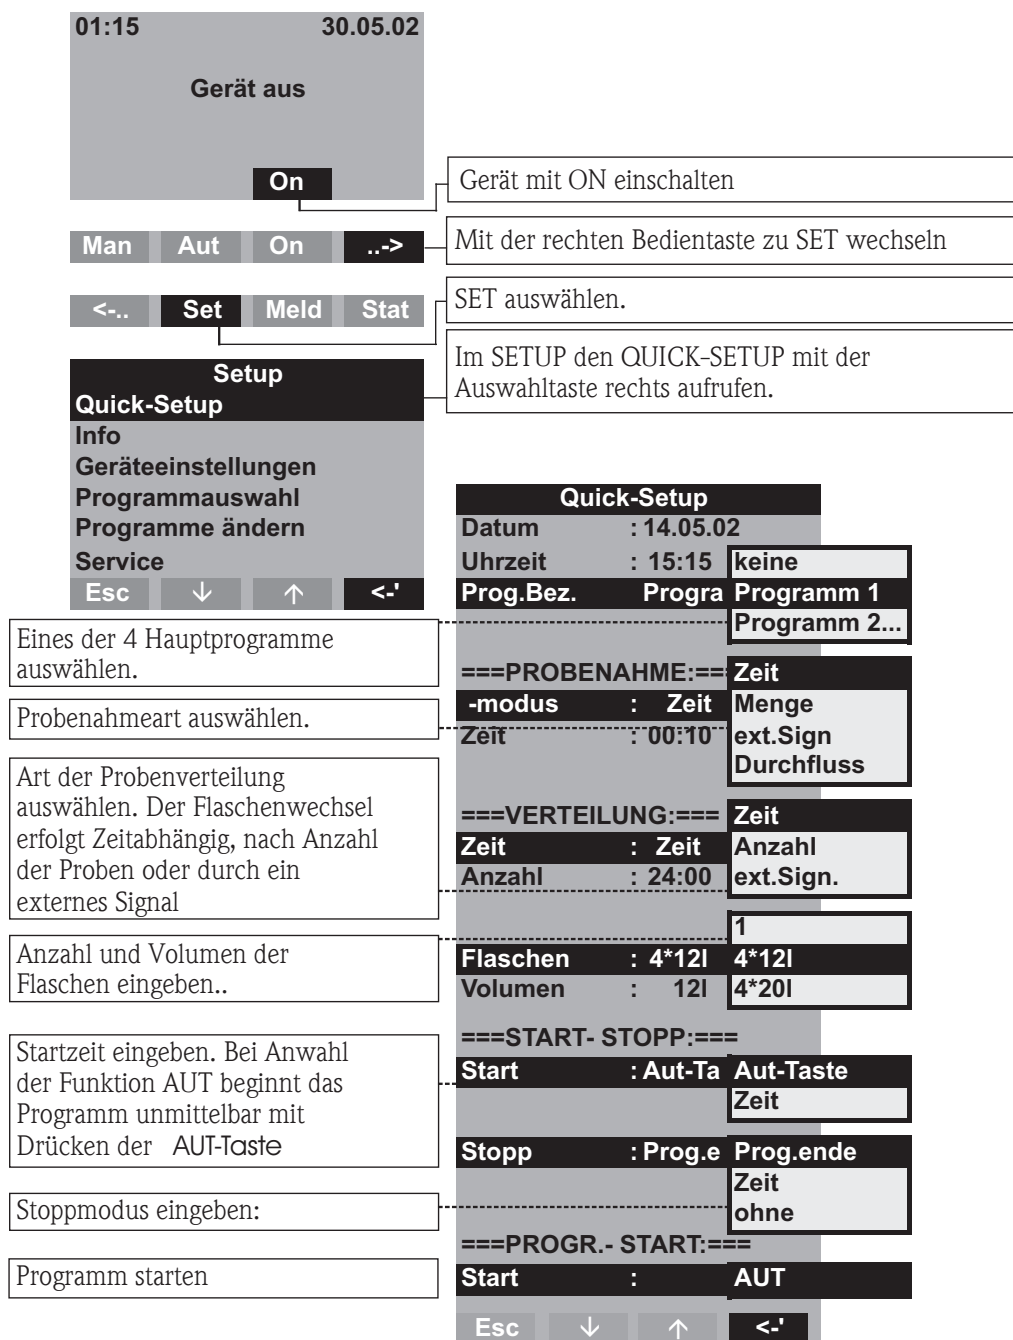 01:15 30.05.02
Gerät aus
On
Gerät mit ON einschalten
Man Aut On ..->
Mit der rechten Bedientaste zu SET wechseln
<-.. Set Meld Stat
SET auswählen.
Im SETUP den QUICK-SETUP mit der
Auswahltaste rechts aufrufen.
Setup
Quick-Setup
Info
Geräteeinstellungen
Programmauswahl
Programme ändern
Service
Esc ↓ ↑ <-'
Eines der 4 Hauptprogramme
auswählen.
Probenahmeart auswählen.
Art der Probenverteilung
auswählen. Der Flaschenwechsel
erfolgt Zeitabhängig, nach Anzahl
der Proben oder durch ein
externes Signal
Anzahl und Volumen der
Flaschen eingeben..
Startzeit eingeben. Bei Anwahl
der Funktion AUT beginnt das
Programm unmittelbar mit
Drücken der AUT-Taste
Stoppmodus eingeben:
Programm starten
Quick-Setup
Datum : 14.05.02
Uhrzeit : 15:15 keine
Prog.Bez. Progra Programm 1
Programm 2...
===PROBENAHME:=== Zeit
-modus : Zeit Menge
Zeit : 00:10 ext.Sign
Durchfluss
===VERTEILUNG:=== Zeit
Zeit : Zeit Anzahl
Anzahl : 24:00 ext.Sign.
1
Flaschen : 4*12l 4*12l
Volumen : 12l 4*20l
===START- STOPP:===
Start : Aut-Ta Aut-Taste
Zeit
Stopp : Prog.e Prog.ende
Zeit
ohne
===PROGR.- START:===
Start : AUT
Esc ↓ ↑ <-'